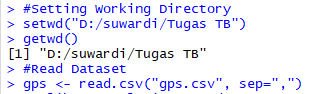 > #Setting Working Directory
> setwd("D:/suwardi/Tugas TB")
> getwd()
[1] "D:/suwardi/Tugas TB"
> #Read Dataset
> gps <- read.csv("gps.csv", sep=",")